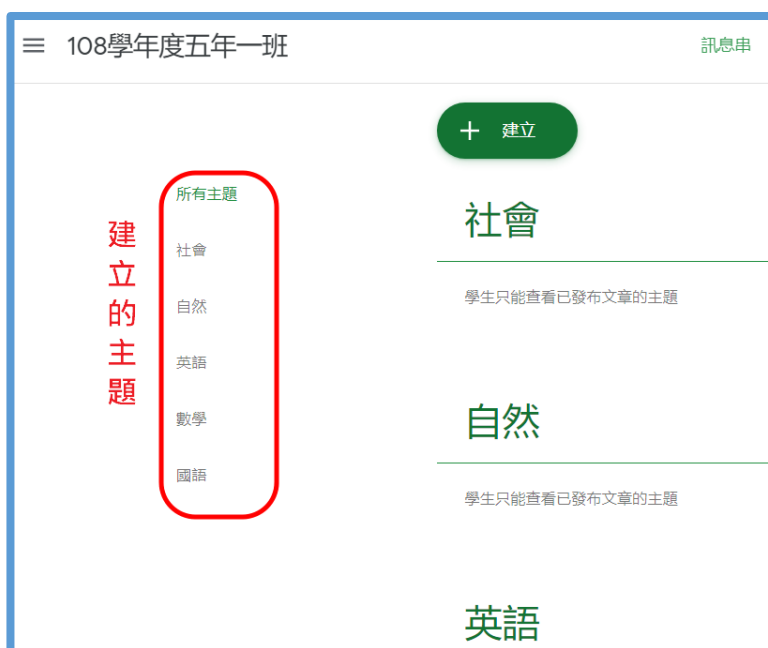 108學年度五年一班
訊息串
建立
所有主題
社會
自然
英語
數學
國語
建立的主題
社會
學生只能查看已發布文章的主題
自然
學生只能查看已發布文章的主題
英語